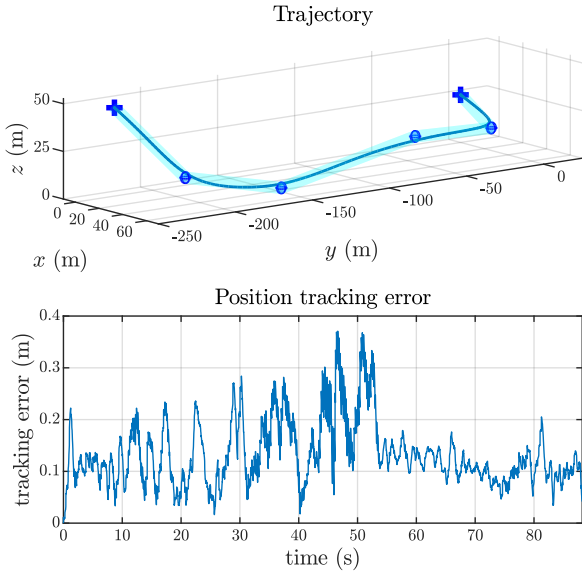 Trajectory
50
25
0
z (m)
0
20
40
60
x (m)
-250
-200
-150
-100
-50
0
y (m)
Position tracking error
0.4
0.3
0.2
0.1
0
tracking error (m)
0 10 20 30 40 50 60 70 80
time (s)